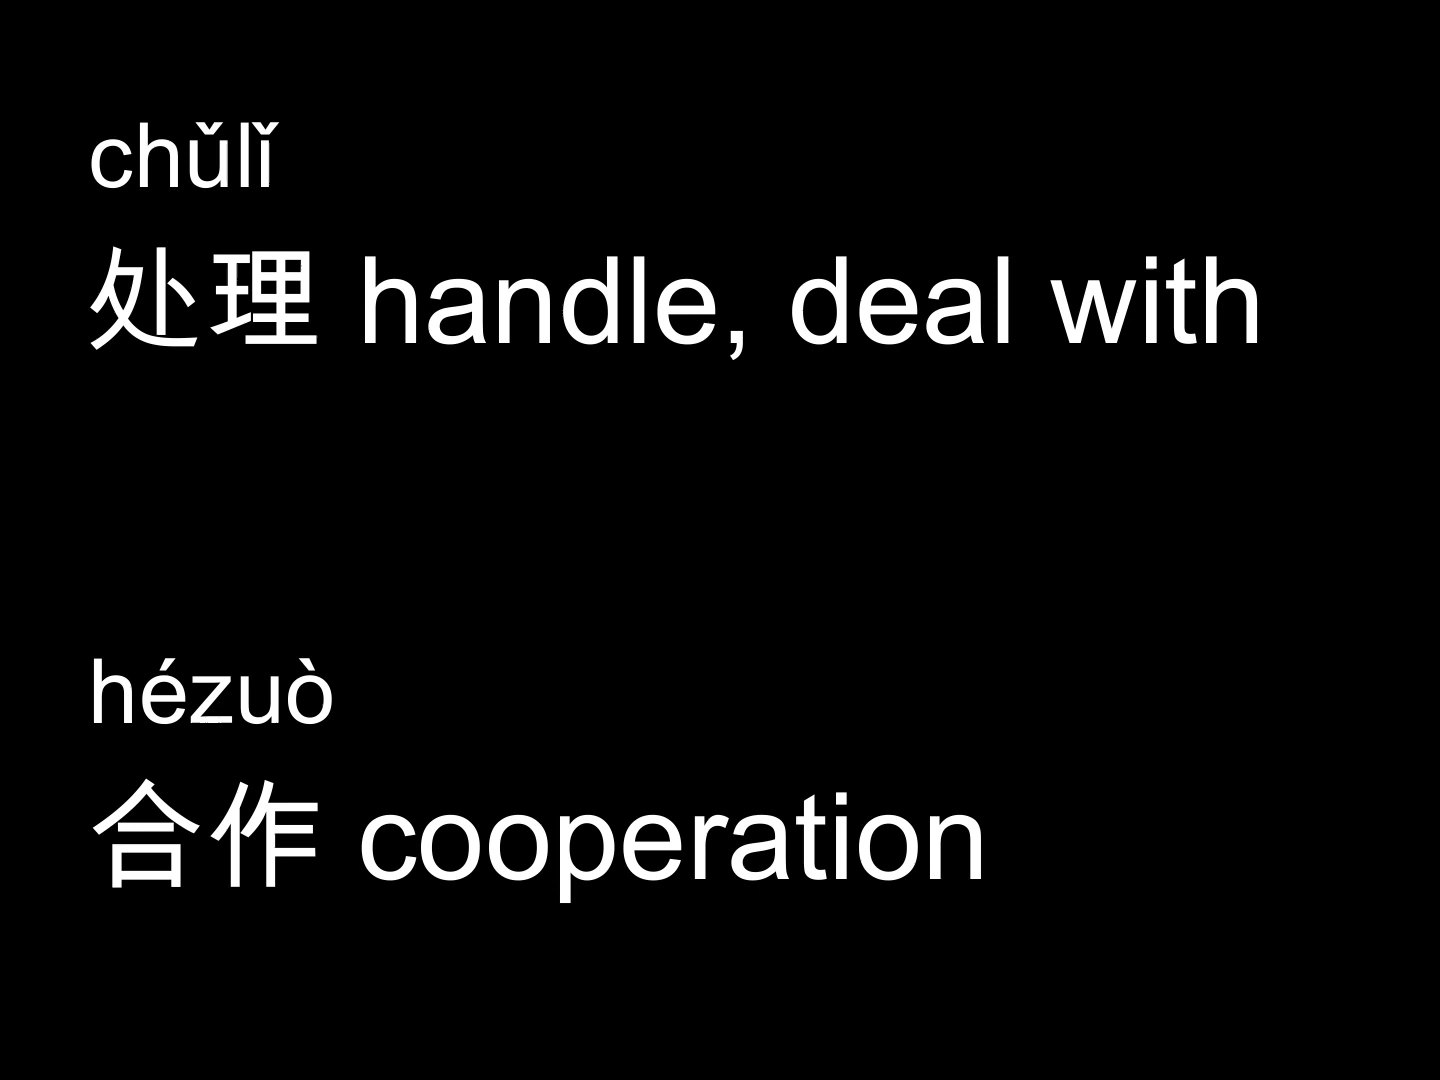 chǔlǐ
处理 handle, deal with
hézuò
合作 cooperation